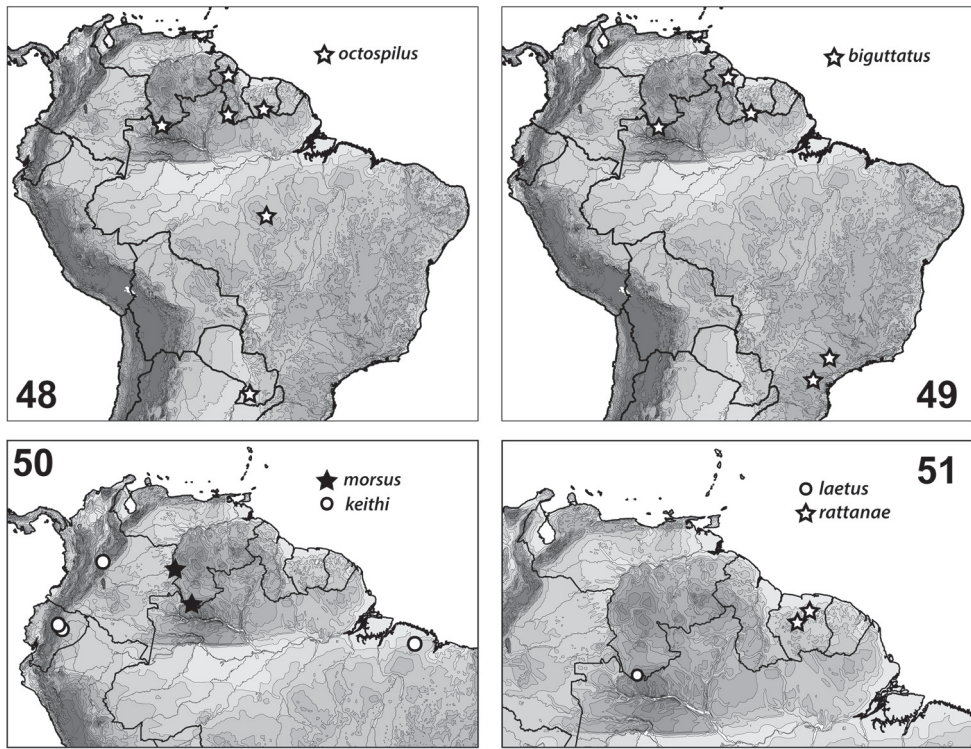 octospilus
48
biguttatus
49
50
morsus
keithi
51
laetus
rattanae